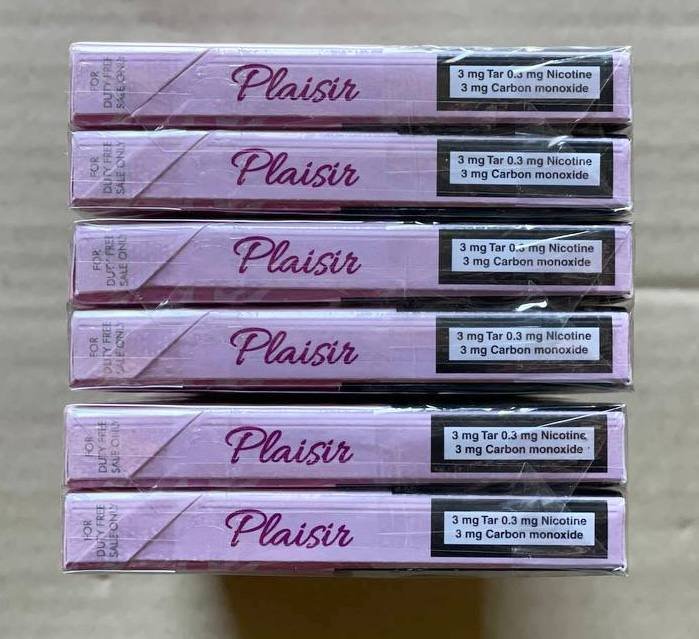 FOR
DUTY FREE
SALE ONLY
Plaisir
3 mg Tar 0.3 mg Nicotine
3 mg Carbon monoxide
FOR
DUTY FREE
SALE ONLY
Plaisir
3 mg Tar 0.3 mg Nicotine
3 mg Carbon monoxide
FOR
DUTY FREE
SALE ONLY
Plaisir
3 mg Tar 0.3 mg Nicotine
3 mg Carbon monoxide
FOR
DUTY FREE
SALE ONLY
Plaisir
3 mg Tar 0.3 mg Nicotine
3 mg Carbon monoxide
FOR
DUTY FREE
SALE ONLY
Plaisir
3 mg Tar 0.3 mg Nicotine
3 mg Carbon monoxide
FOR
DUTY FREE
SALE ONLY
Plaisir
3 mg Tar 0.3 mg Nicotine
3 mg Carbon monoxide